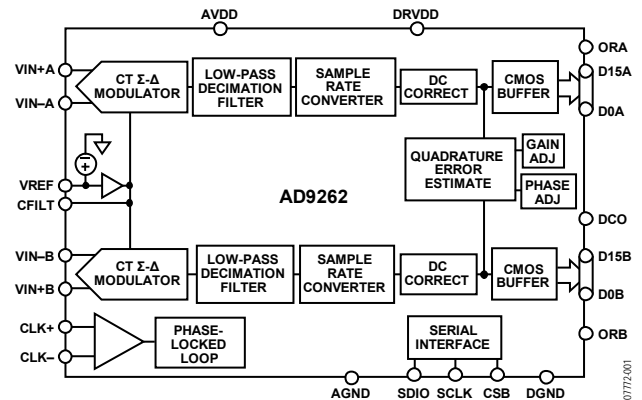 AVDD
DRVDD
ORA
VIN+A
VIN–A
CT Σ-Δ
MODULATOR
LOW-PASS
DECIMATION
FILTER
SAMPLE
RATE
CONVERTER
DC
CORRECT
CMOS
BUFFER
D15A
D0A
QUADRATURE
ERROR
ESTIMATE
GAIN
ADJ
PHASE
ADJ
VREF
CFILT
AD9262
DCO
VIN–B
VIN+B
CT Σ-Δ
MODULATOR
LOW-PASS
DECIMATION
FILTER
SAMPLE
RATE
CONVERTER
DC
CORRECT
CMOS
BUFFER
D15B
D0B
CLK+
CLK–
PHASE-
LOCKED
LOOP
SERIAL
INTERFACE
ORB
AGND
SDIO
SCLK
CSB
DGND
07772-001